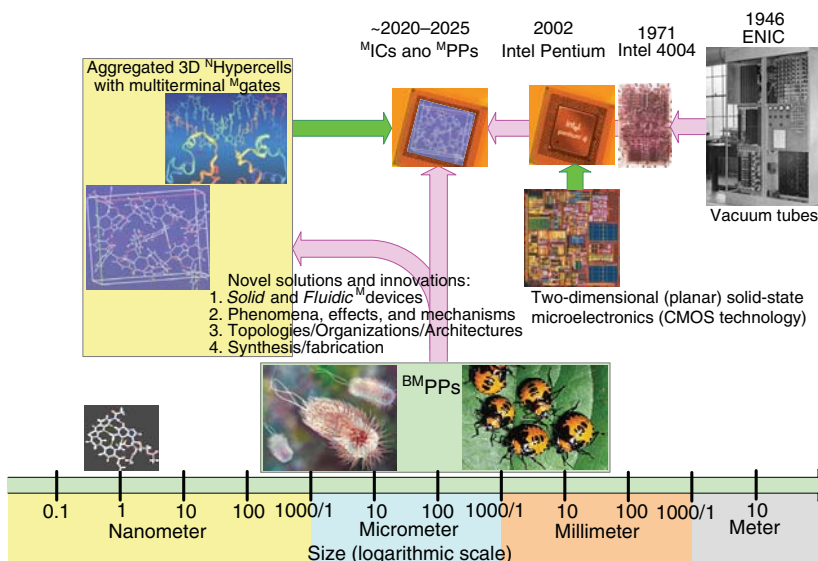 ~2020–2025
ᴹICs ano ᴹPPs
2002
Intel Pentium
1971
Intel 4004
1946
ENIC
Aggregated 3D ᴺHypercells
with multiterminal ᴹgates
intel
pentium 4
Vacuum tubes
Novel solutions and innovations:
1. Solid and Fluidic ᴹdevices
2. Phenomena, effects, and mechanisms
3. Topologies/Organizations/Architectures
4. Synthesis/fabrication
Two-dimensional (planar) solid-state
microelectronics (CMOS technology)
ᴮᴹPPs
0.1 1 10 100 1000/1 10 100 1000/1 10 100 1000/1 10
Nanometer Micrometer Millimeter Meter
Size (logarithmic scale)